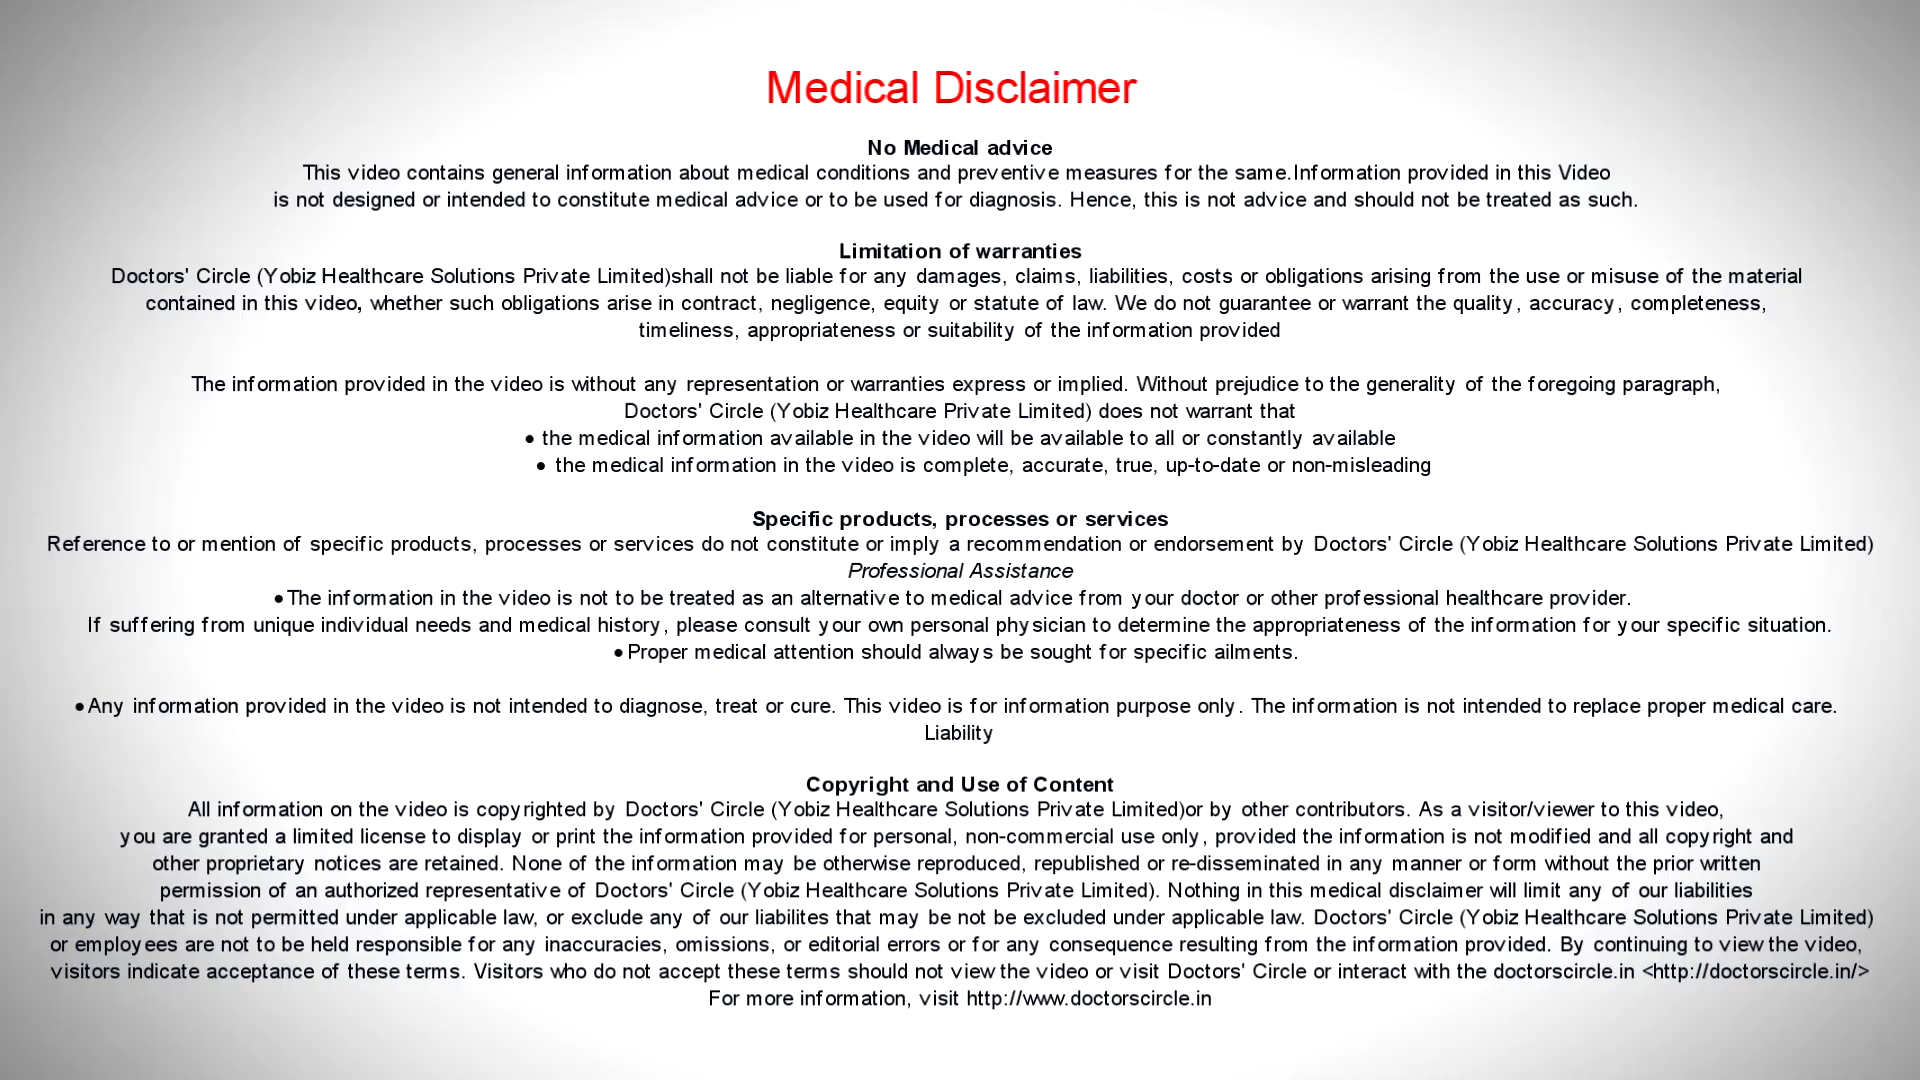 Medical Disclaimer
No Medical advice
This video contains general information about medical conditions and preventive measures for the same.Information provided in this Video
is not designed or intended to constitute medical advice or to be used for diagnosis. Hence, this is not advice and should not be treated as such.
Limitation of warranties
Doctors' Circle (Yobiz Healthcare Solutions Private Limited)shall not be liable for any damages, claims, liabilities, costs or obligations arising from the use or misuse of the material
contained in this video, whether such obligations arise in contract, negligence, equity or statute of law. We do not guarantee or warrant the quality, accuracy, completeness,
timeliness, appropriateness or suitability of the information provided
The information provided in the video is without any representation or warranties express or implied. Without prejudice to the generality of the foregoing paragraph,
Doctors' Circle (Yobiz Healthcare Private Limited) does not warrant that
• the medical information available in the video will be available to all or constantly available
• the medical information in the video is complete, accurate, true, up-to-date or non-misleading
Specific products, processes or services
Reference to or mention of specific products, processes or services do not constitute or imply a recommendation or endorsement by Doctors' Circle (Yobiz Healthcare Solutions Private Limited)
Professional Assistance
•The information in the video is not to be treated as an alternative to medical advice from your doctor or other professional healthcare provider.
If suffering from unique individual needs and medical history, please consult your own personal physician to determine the appropriateness of the information for your specific situation.
•Proper medical attention should always be sought for specific ailments.
•Any information provided in the video is not intended to diagnose, treat or cure. This video is for information purpose only. The information is not intended to replace proper medical care.
Liability
Copyright and Use of Content
All information on the video is copyrighted by Doctors' Circle (Yobiz Healthcare Solutions Private Limited)or by other contributors. As a visitor/viewer to this video,
you are granted a limited license to display or print the information provided for personal, non-commercial use only, provided the information is not modified and all copyright and
other proprietary notices are retained. None of the information may be otherwise reproduced, republished or re-disseminated in any manner or form without the prior written
permission of an authorized representative of Doctors' Circle (Yobiz Healthcare Solutions Private Limited). Nothing in this medical disclaimer will limit any of our liabilities
in any way that is not permitted under applicable law, or exclude any of our liabilites that may be not be excluded under applicable law. Doctors' Circle (Yobiz Healthcare Solutions Private Limited)
or employees are not to be held responsible for any inaccuracies, omissions, or editorial errors or for any consequence resulting from the information provided. By continuing to view the video,
visitors indicate acceptance of these terms. Visitors who do not accept these terms should not view the video or visit Doctors' Circle or interact with the doctorscircle.in <http://doctorscircle.in/>
For more information, visit http://www.doctorscircle.in